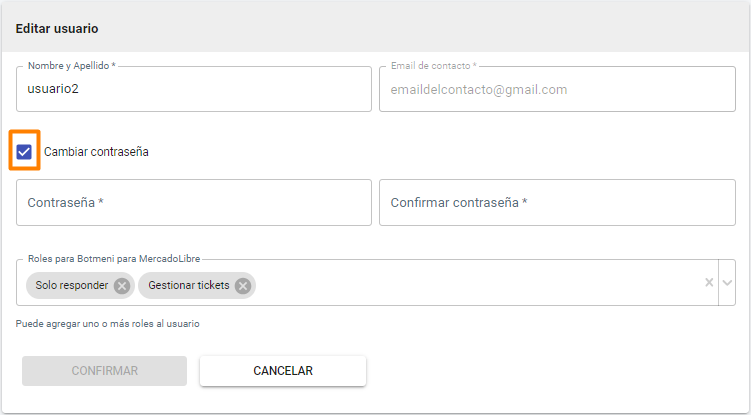 Editar usuario
Nombre y Apellido *
Email de contacto *
usuario2
emaildelcontacto@gmail.com
Cambiar contraseña
Contraseña *
Confirmar contraseña *
Roles para Botmeni para MercadoLibre
Solo responder
Gestionar tickets
Puede agregar uno o más roles al usuario
CONFIRMAR
CANCELAR